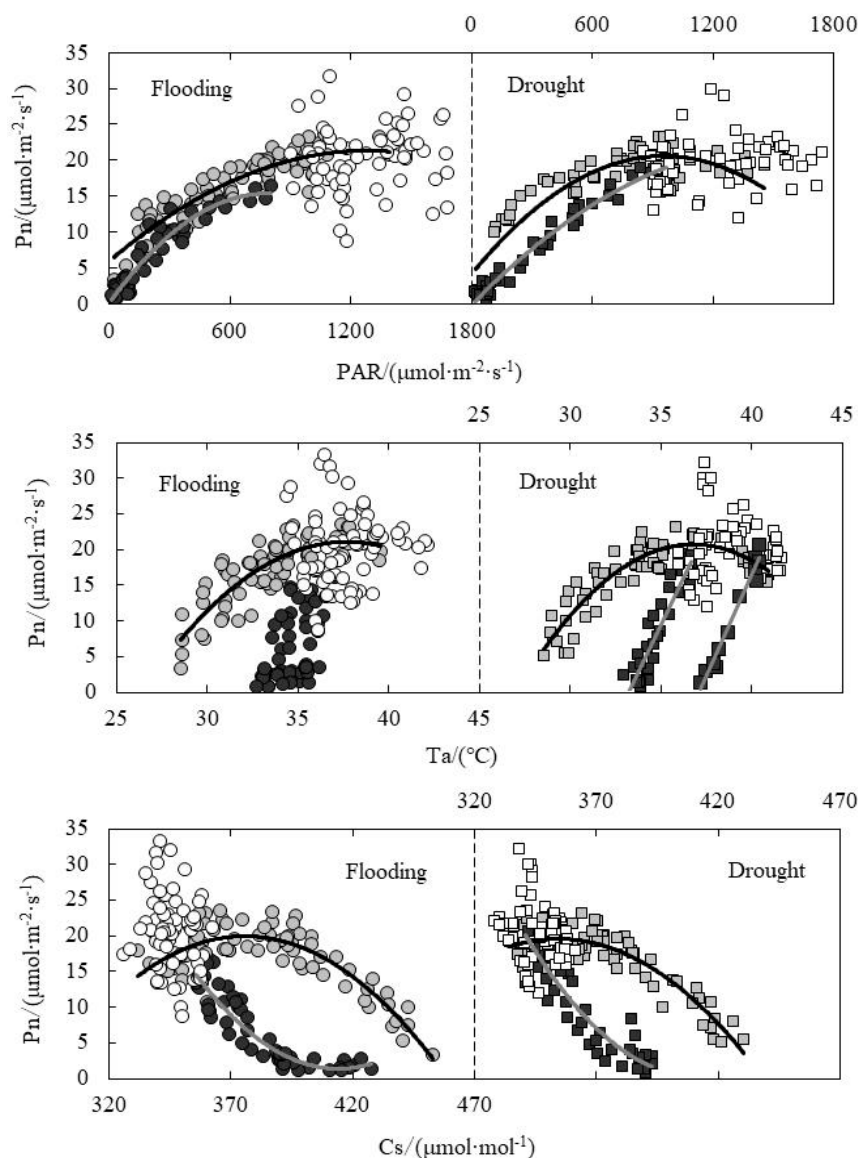 0 600 1200 1800
35
30
25
20
15
10
5
0
Flooding Drought
Pn/(μmol·m-2·s-1)
0 600 1200 1800
PAR/(μmol·m-2·s-1)
25 30 35 40 45
35
30
25
20
15
10
5
0
Flooding Drought
Pn/(μmol·m-2·s-1)
25 30 35 40 45
Ta/(°C)
320 370 420 470
35
30
25
20
15
10
5
0
Flooding Drought
Pn/(μmol·m-2·s-1)
320 370 420 470
Cs/(μmol·mol-1)